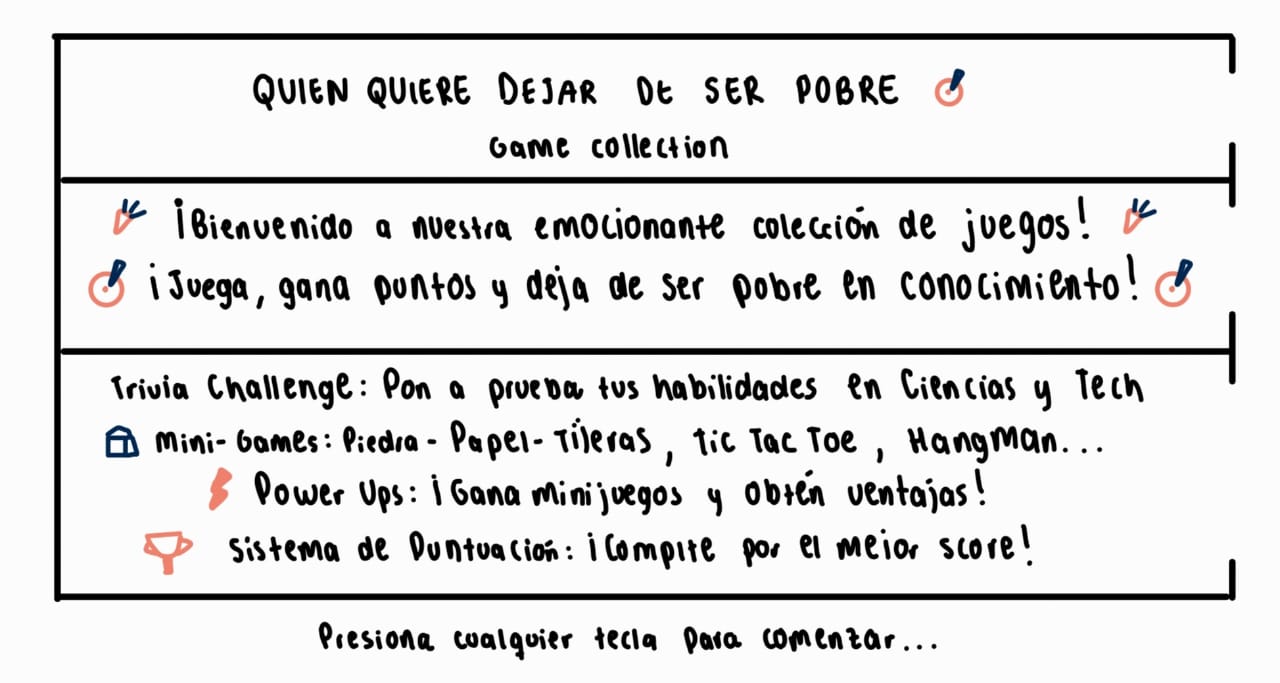 QUIEN QUIERE DEJAR DE SER POBRE
Game collection
¡Bienvenido a nuestra emocionante colección de juegos!
¡Juega, gana puntos y deja de ser pobre en conocimiento!
Trivia Challenge: Pon a prueba tus habilidades en Ciencias y Tech
Mini-Games: Piedra-Papel-Tijeras, Tic Tac Toe, Hangman...
Power Ups: ¡Gana minijuegos y obtén ventajas!
Sistema de Puntuación: ¡Compite por el mejor score!
Presiona cualquier tecla para comenzar...